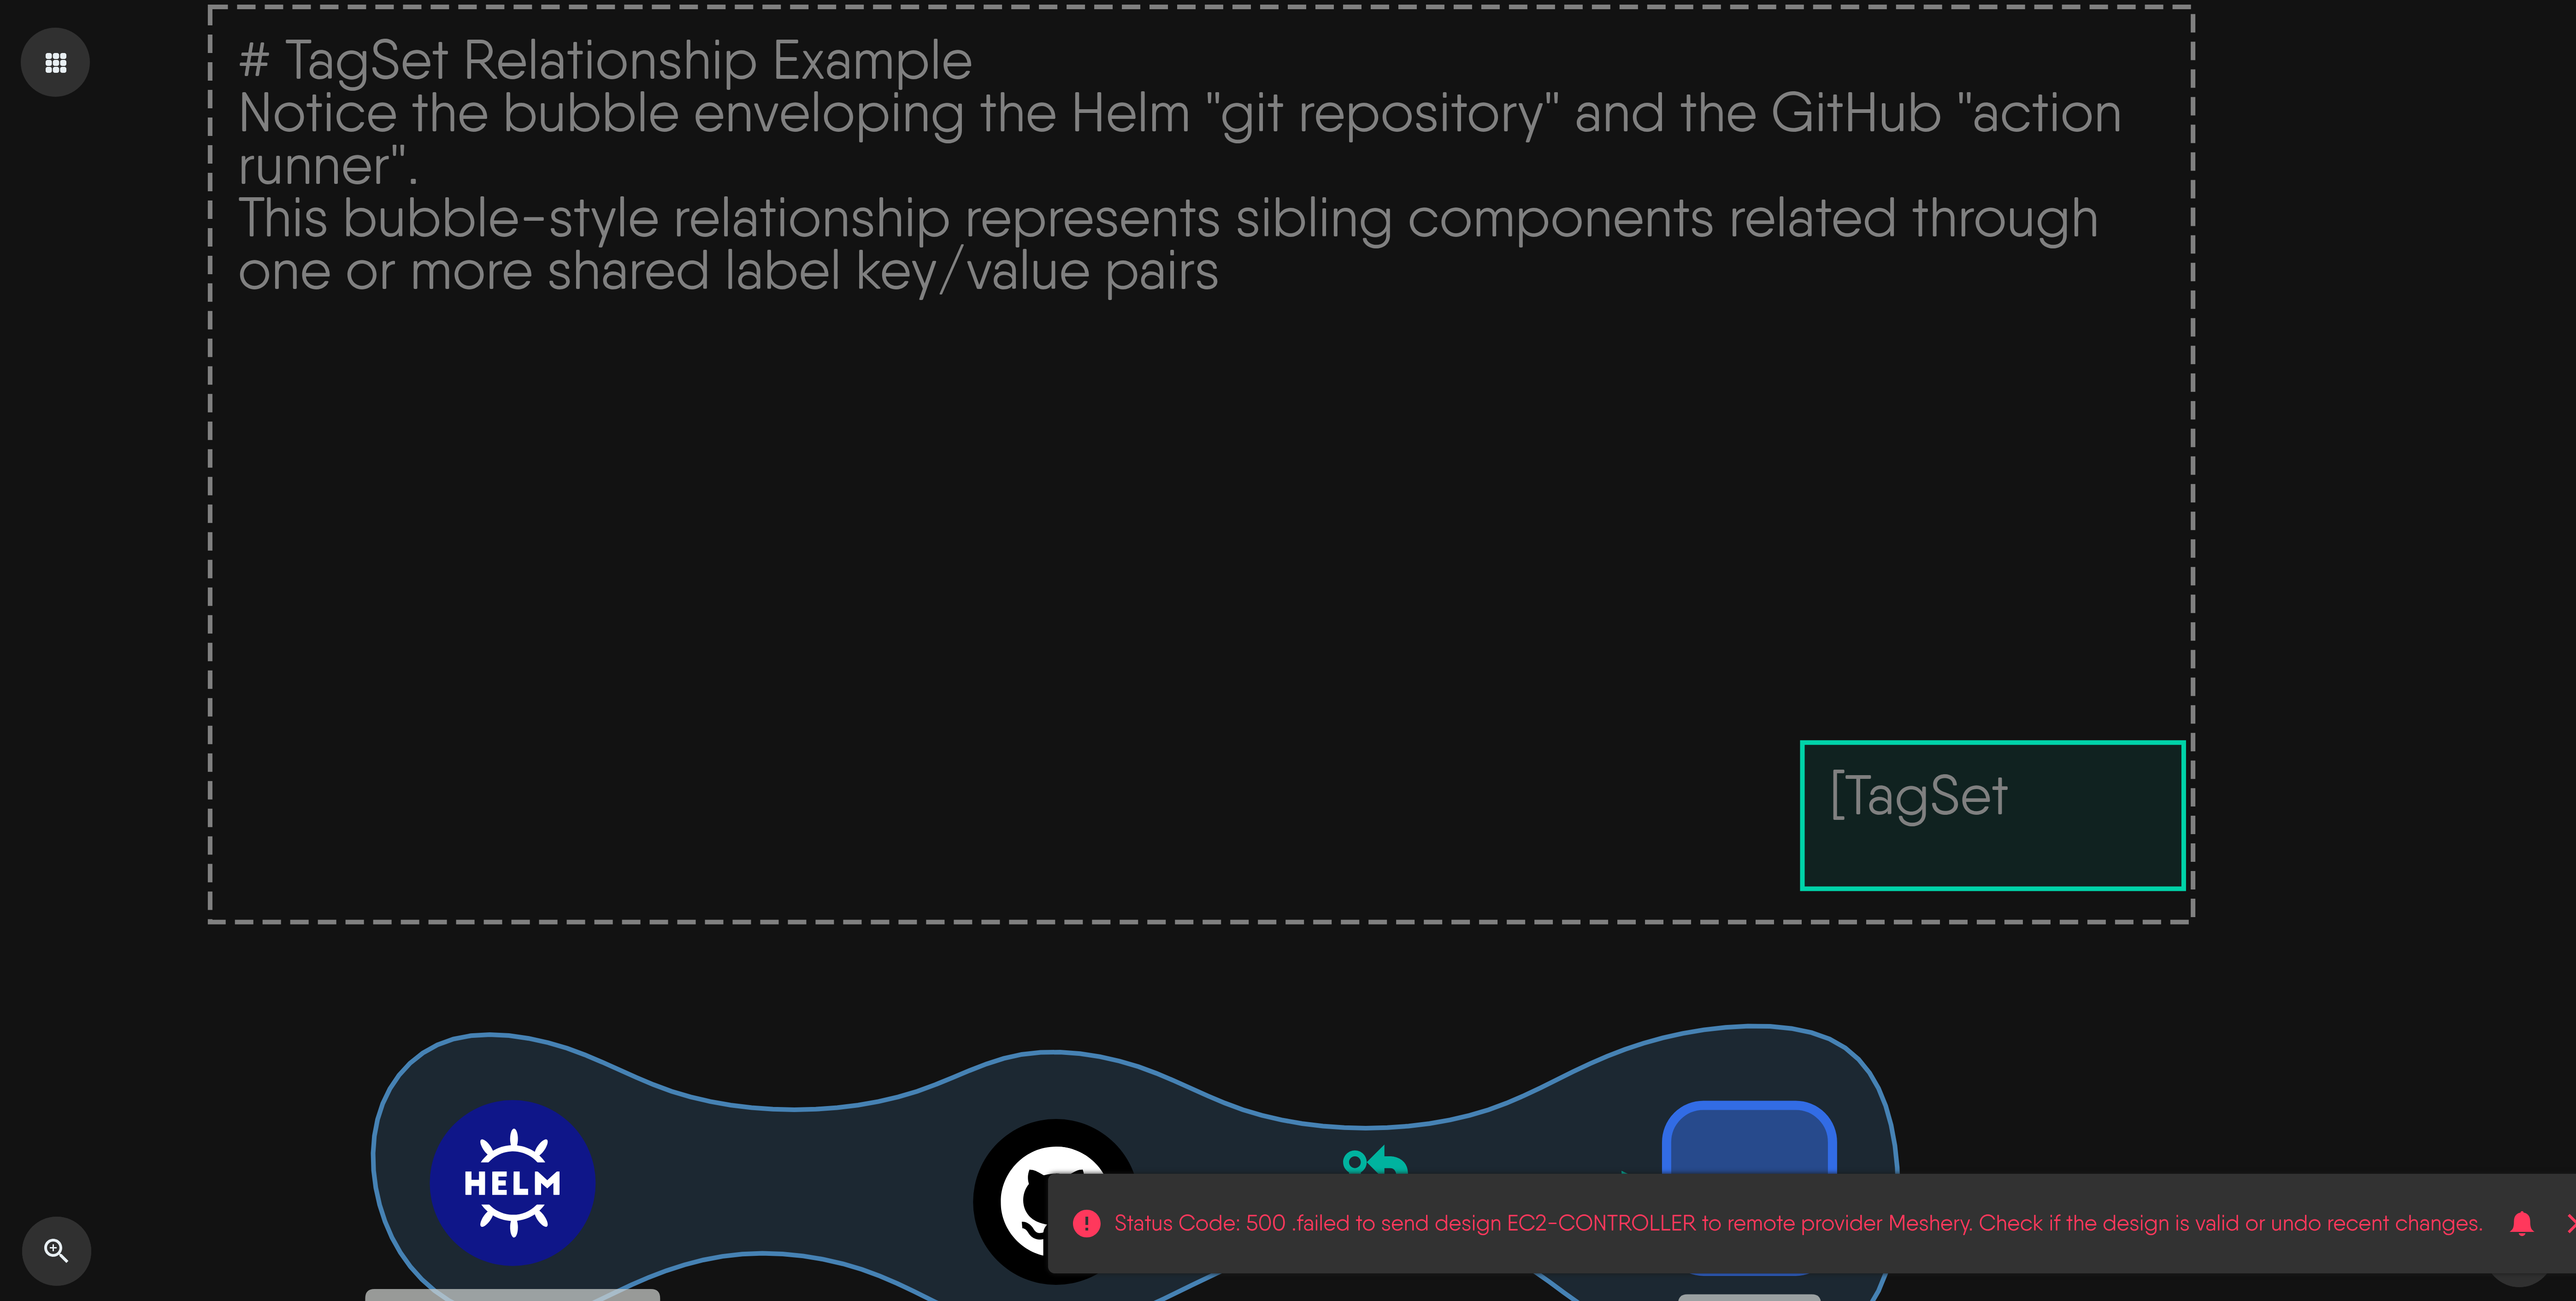 # TagSet Relationship Example
Notice the bubble enveloping the Helm "git repository" and the GitHub "action
runner".
This bubble-style relationship represents sibling components related through
one or more shared label key/value pairs
[TagSet
HELM
Status Code: 500 .failed to send design EC2-CONTROLLER to remote provider Meshery. Check if the design is valid or undo recent changes.